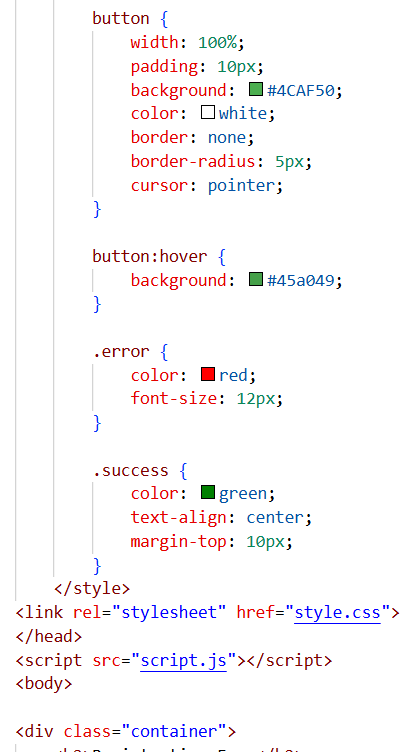 button {
width: 100%;
padding: 10px;
background: #4CAF50;
color: white;
border: none;
border-radius: 5px;
cursor: pointer;
}
button:hover {
background: #45a049;
}
.error {
color: red;
font-size: 12px;
}
.success {
color: green;
text-align: center;
margin-top: 10px;
}
</style>
<link rel="stylesheet" href="style.css">
</head>
<script src="script.js"></script>
<body>
<div class="container">